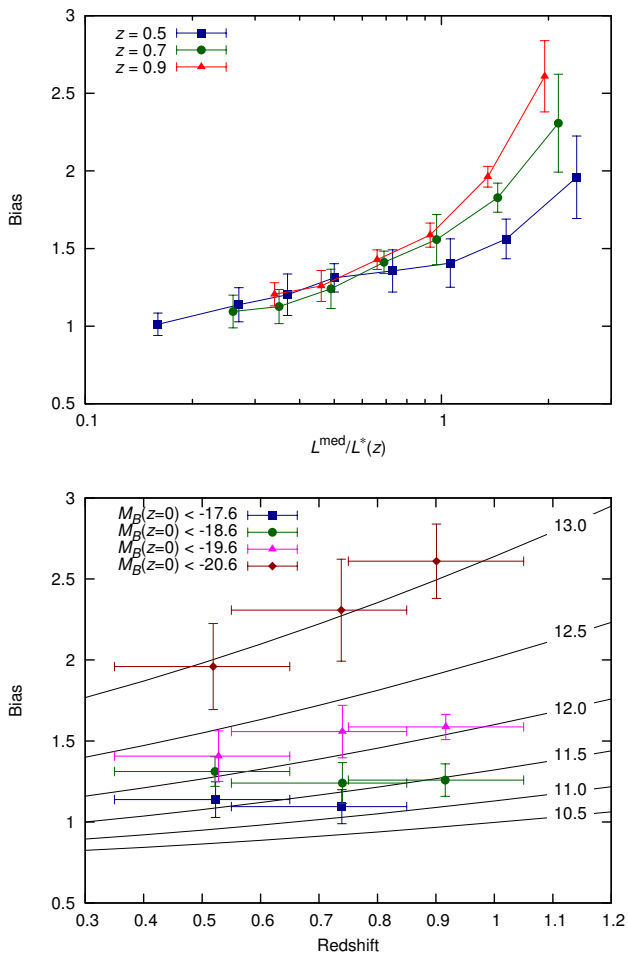 3
2.5
2
1.5
1
0.5
Bias
z = 0.5
z = 0.7
z = 0.9
0.1
1
L^med/L^*(z)
3
2.5
2
1.5
1
0.5
Bias
M_B(z=0) < -17.6
M_B(z=0) < -18.6
M_B(z=0) < -19.6
M_B(z=0) < -20.6
13.0
12.5
12.0
11.5
11.0
10.5
0.3 0.4 0.5 0.6 0.7 0.8 0.9 1 1.1 1.2
Redshift